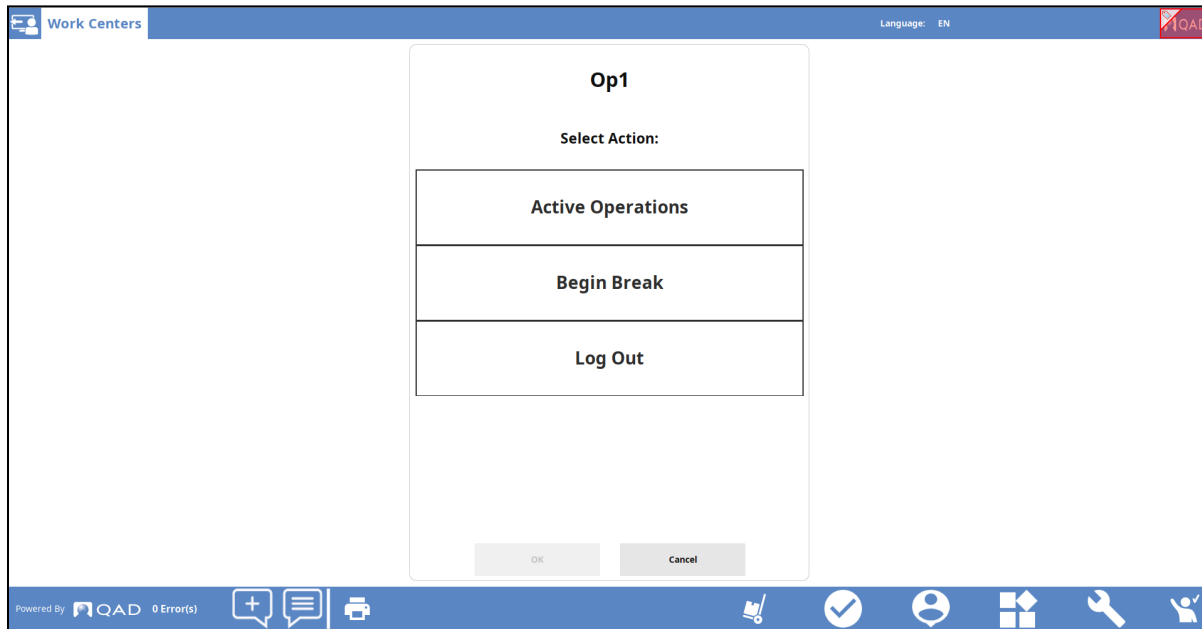 Work Centers
Language: EN
QAD
Op1
Select Action:
Active Operations
Begin Break
Log Out
OK
Cancel
Powered By QAD 0 Error(s)